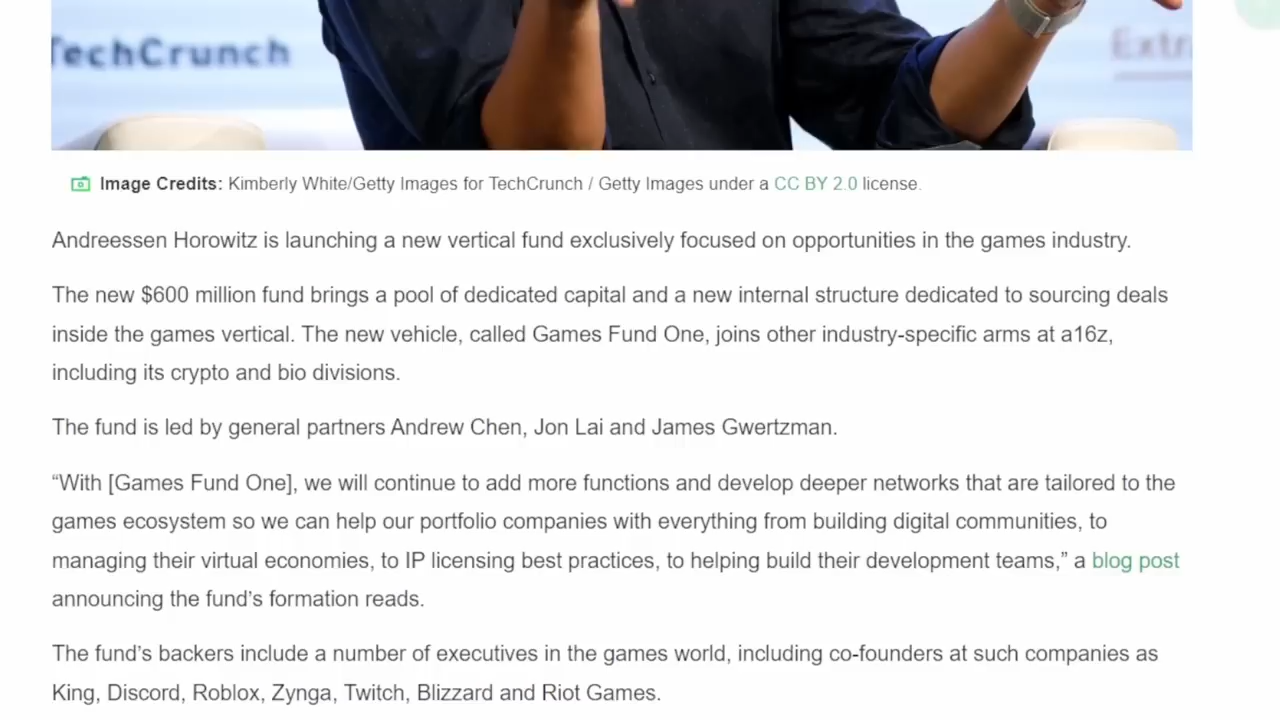 TechCrunch
Extr
Image Credits: Kimberly White/Getty Images for TechCrunch / Getty Images under a CC BY 2.0 license.
Andreessen Horowitz is launching a new vertical fund exclusively focused on opportunities in the games industry.
The new $600 million fund brings a pool of dedicated capital and a new internal structure dedicated to sourcing deals
inside the games vertical. The new vehicle, called Games Fund One, joins other industry-specific arms at a16z,
including its crypto and bio divisions.
The fund is led by general partners Andrew Chen, Jon Lai and James Gwertzman.
“With [Games Fund One], we will continue to add more functions and develop deeper networks that are tailored to the
games ecosystem so we can help our portfolio companies with everything from building digital communities, to
managing their virtual economies, to IP licensing best practices, to helping build their development teams,” a blog post
announcing the fund’s formation reads.
The fund’s backers include a number of executives in the games world, including co-founders at such companies as
King, Discord, Roblox, Zynga, Twitch, Blizzard and Riot Games.